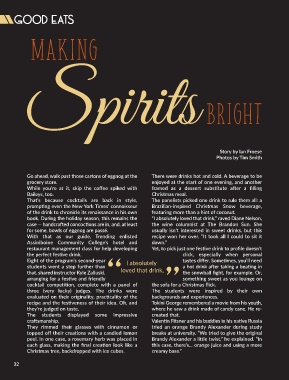 GOOD EATS
MAKING
Spirits
BRIGHT
Story by Ian Froese
Photos by Tim Smith
Go ahead, walk past those cartons of eggnog at the
grocery store.
While you're at it, skip the coffee spiked with
Baileys, too.
That's because cocktails are back in style,
prompting even the New York Times' connoisseur
of the drink to chronicle its renaissance in his own
book. During the holiday season, this remains the
case — handcrafted concoctions are in, and, at least
for some, bowls of eggnog are passe.
With that as our guide, Trending enlisted
Assiniboine Community College's hotel and
restaurant management class for help developing
the perfect festive drink.
Eight of the program's second-year
students went a step further than
that, shared instructor Kate Zaluski,
arranging for a festive and friendly
cocktail competition, complete with a panel of
three (very lucky) judges. The drinks were
evaluated on their originality, practicality of the
recipe and the festiveness of their idea. Oh, and
they're judged on taste.
The students displayed some impressive
craftsmanship.
They rimmed their glasses with cinnamon or
topped off their creations with a candied lemon
peel. In one case, a rosemary herb was placed in
each glass, making the final creation look like a
Christmas tree, backdropped with ice cubes.
“ I absolutely
loved that drink. ”
There were drinks hot and cold. A beverage to be
enjoyed at the start of one evening, and another
framed as a dessert substitute after a filling
Christmas meal.
The panelists picked one drink to rule them all: a
Brazilian-inspired Christmas Snow beverage,
featuring more than a hint of coconut.
"I absolutely loved that drink," raved Diane Nelson,
the wine columnist at The Brandon Sun. She
usually isn't interested in sweet drinks, but this
recipe won her over. "It took all I could to sit it
down."
Yet, to pick just one festive drink to profile doesn't
click, especially when personal
tastes differ. Sometimes, you'll need
a hot drink after taking a beating in
the snowball fight, for example. Or,
something sweet as you lounge on
the sofa for a Christmas flick.
The students were inspired by their own
backgrounds and experiences.
Tokini George remembered a movie from his youth,
where he saw a drink made of candy cane. He re-
created that.
Valentin Filsner and his buddies in his native Russia
tried an orange Brandy Alexander during study
breaks at university. "We tried to give the original
Brandy Alexander a little twist," he explained. "In
this case, there's... orange juice and using a more
creamy base."
32